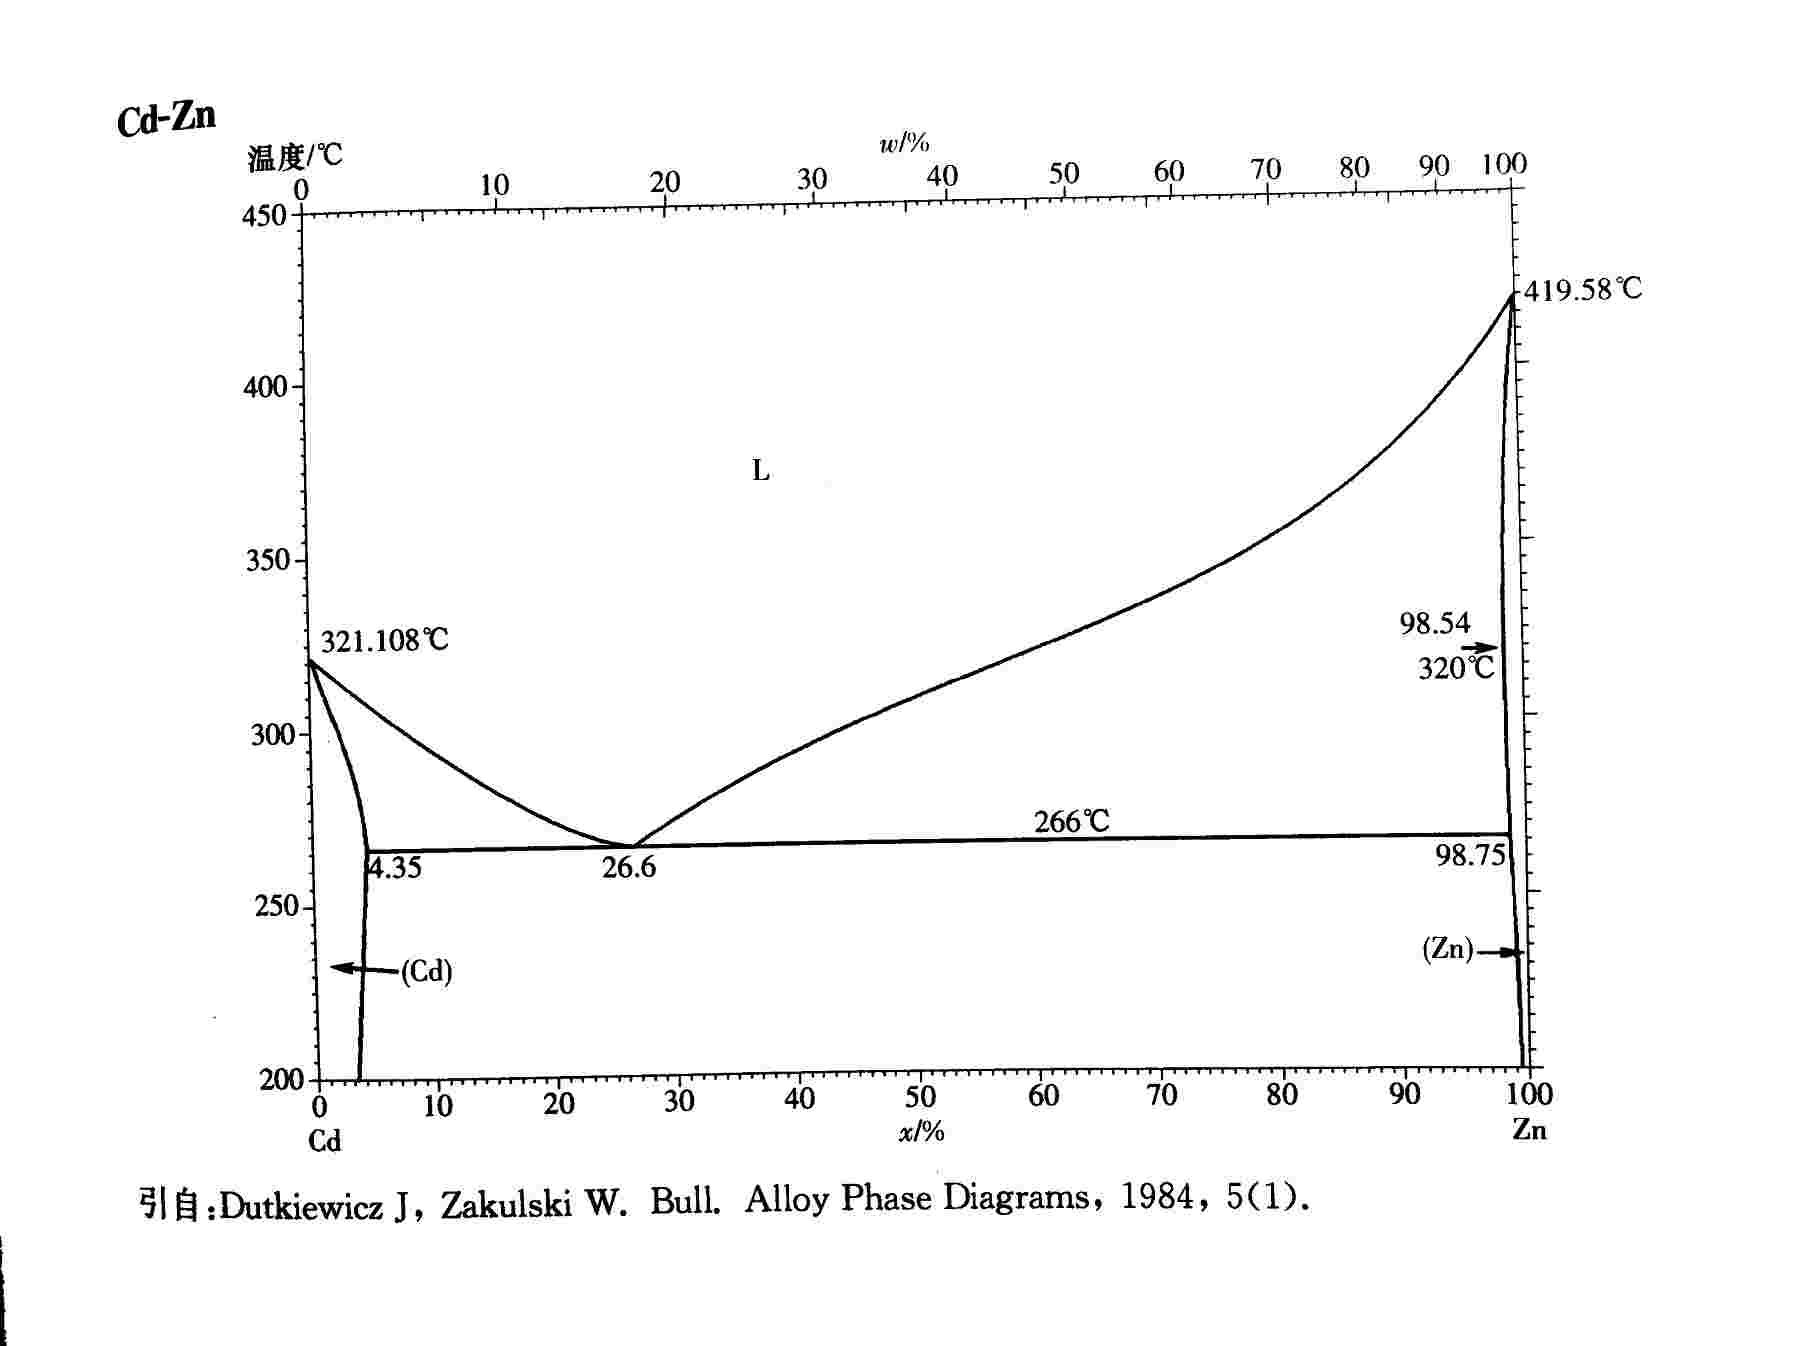 Cd-Zn
w/%
温度/℃
0 10 20 30 40 50 60 70 80 90 100
450
419.58℃
400
L
350
98.54
321.108℃
320℃
300
266℃
4.35 26.6 98.75
250
(Zn)
(Cd)
200
0 10 20 30 40 50 60 70 80 90 100
Cd x/% Zn
引自:Dutkiewicz J, Zakulski W. Bull. Alloy Phase Diagrams, 1984, 5(1).